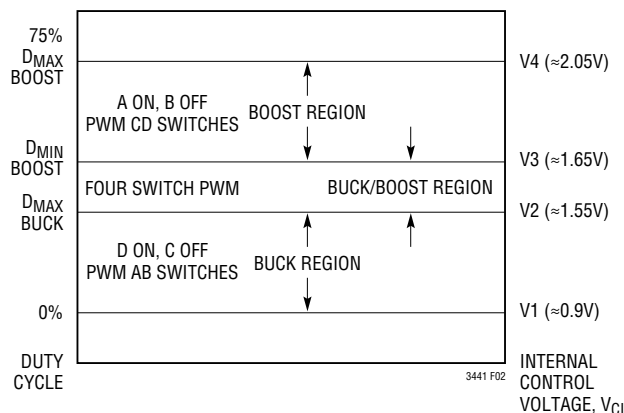 75%
DMAX
BOOST
V4 (≈2.05V)
A ON, B OFF
PWM CD SWITCHES
BOOST REGION
DMIN
BOOST
V3 (≈1.65V)
FOUR SWITCH PWM
BUCK/BOOST REGION
DMAX
BUCK
V2 (≈1.55V)
D ON, C OFF
PWM AB SWITCHES
BUCK REGION
0%
V1 (≈0.9V)
DUTY
CYCLE
3441 F02
INTERNAL
CONTROL
VOLTAGE, VCI